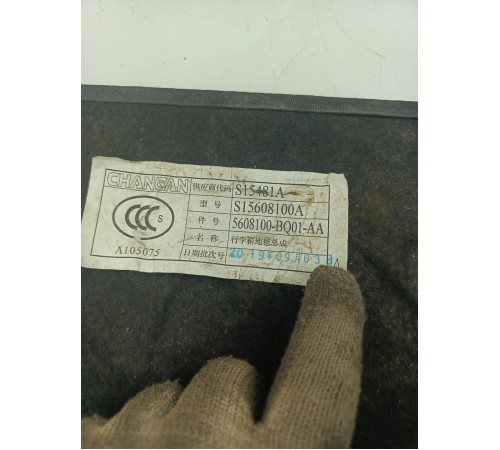 CHANGAN 供应商代码 S15481A
型号 S15608100A
CCC S
件号 5608100-BQ01-AA
名称 行李箱地毯总成
A105075 日期批次号